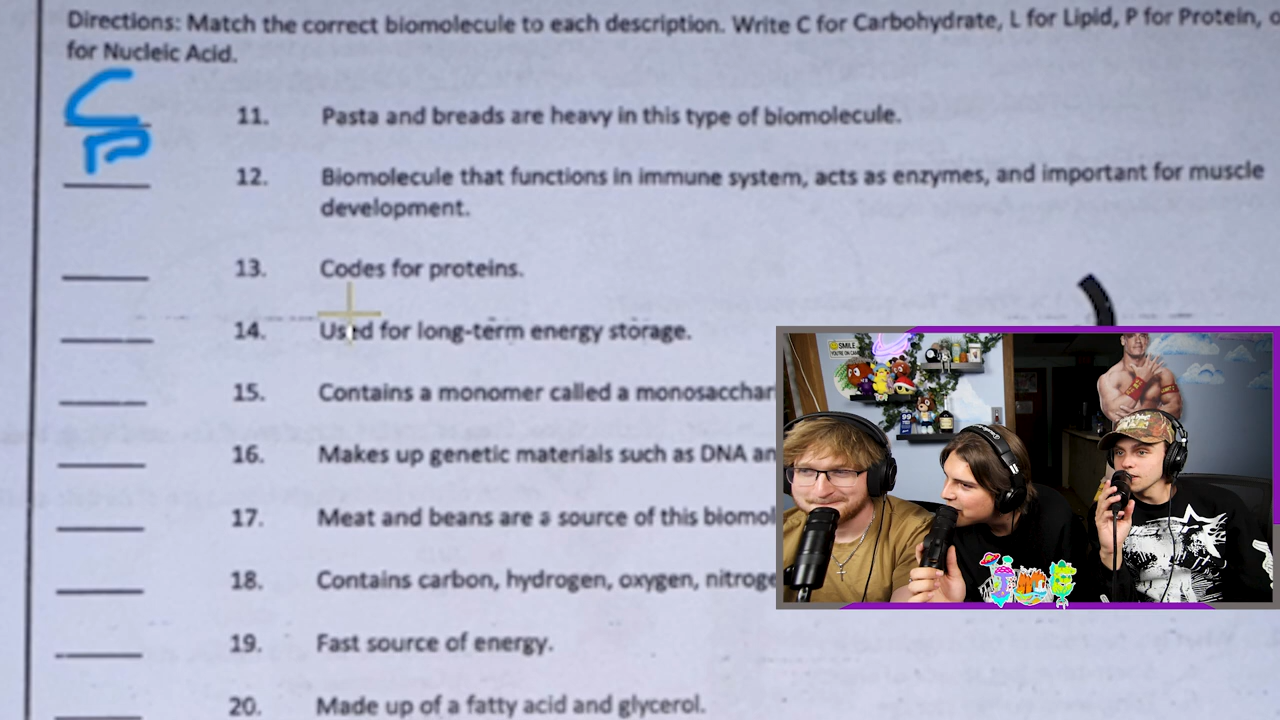 Directions: Match the correct biomolecule to each description. Write C for Carbohydrate, L for Lipid, P for Protein,
for Nucleic Acid.
C 11. Pasta and breads are heavy in this type of biomolecule.
P 12. Biomolecule that functions in immune system, acts as enzymes, and important for muscle
development.
13. Codes for proteins.
14. Used for long-term energy storage.
15. Contains a monomer called a
16. Makes up genetic materials such as DNA
17. Meat and beans are a source of this
18. Contains carbon, hydrogen, oxygen,
19. Fast source of energy.
20. Made up of a fatty acid and glycerol.
SMILE